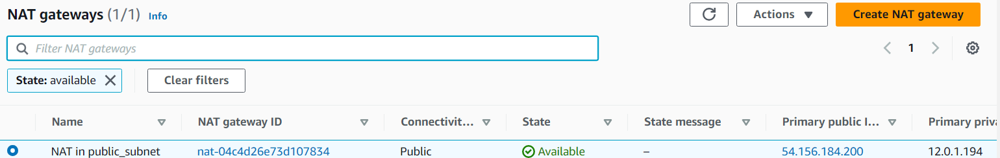 NAT gateways (1/1) Info Actions Create NAT gateway
Filter NAT gateways 1
State: available Clear filters
Name NAT gateway ID Connectivit... State State message Primary public I... Primary priva
NAT in public_subnet nat-04c4d26e73d107834 Public Available – 54.156.184.200 12.0.1.194